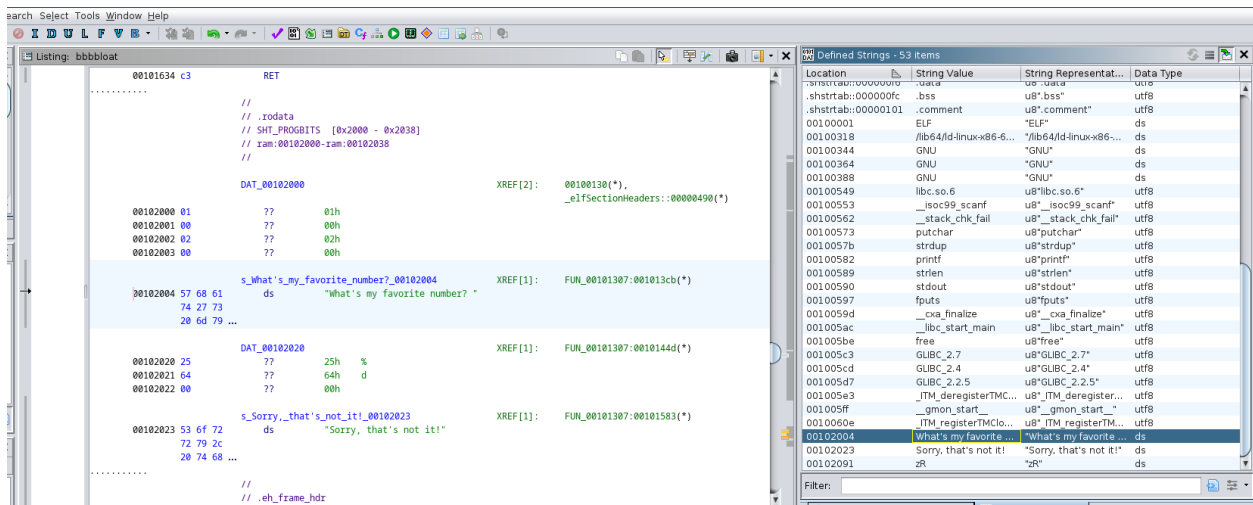 earch Select Tools Window Help
I D U L F V B
Listing: bbbbloat
00101634 c3 RET
...........
//
// .rodata
// SHT_PROGBITS [0x2000 - 0x2038]
// ram:00102000-ram:00102038
//
DAT_00102000 XREF[2]: 00100130(*),
_elfSectionHeaders::00000490(*)
00102000 01 ?? 01h
00102001 00 ?? 00h
00102002 02 ?? 02h
00102003 00 ?? 00h
s_What's_my_favorite_number?_00102004 XREF[1]: FUN_00101307:001013cb(*)
00102004 57 68 61 ds "What's my favorite number? "
74 27 73
20 6d 79 ...
DAT_00102020 XREF[1]: FUN_00101307:0010144d(*)
00102020 25 ?? 25h %
00102021 64 ?? 64h d
00102022 00 ?? 00h
s_Sorry,_that's_not_it!_00102023 XREF[1]: FUN_00101307:00101583(*)
00102023 53 6f 72 ds "Sorry, that's not it!"
72 79 2c
20 74 68 ...
...........
//
// .eh_frame_hdr
Defined Strings - 53 items
Location String Value String Representat... Data Type
.shstrtab::000000fc .bss u8".bss" utf8
.shstrtab::00000101 .comment u8".comment" utf8
00100001 ELF "ELF" ds
00100318 /lib64/ld-linux-x86-6... "/lib64/ld-linux-x86-... ds
00100344 GNU "GNU" ds
00100364 GNU "GNU" ds
00100388 GNU "GNU" ds
00100549 libc.so.6 u8"libc.so.6" utf8
00100553 __isoc99_scanf u8"__isoc99_scanf" utf8
00100562 __stack_chk_fail u8"__stack_chk_fail" utf8
00100573 putchar u8"putchar" utf8
0010057b strdup u8"strdup" utf8
00100582 printf u8"printf" utf8
00100589 strlen u8"strlen" utf8
00100590 stdout u8"stdout" utf8
00100597 fputs u8"fputs" utf8
0010059d __cxa_finalize u8"__cxa_finalize" utf8
001005ac __libc_start_main u8"__libc_start_main" utf8
001005be free u8"free" utf8
001005c3 GLIBC_2.7 u8"GLIBC_2.7" utf8
001005cd GLIBC_2.4 u8"GLIBC_2.4" utf8
001005d7 GLIBC_2.2.5 u8"GLIBC_2.2.5" utf8
001005e3 _ITM_deregisterTMC... u8"_ITM_deregister... utf8
001005ff __gmon_start__ u8"__gmon_start__" utf8
0010060e _ITM_registerTMClo... u8"_ITM_registerTM... utf8
00102004 What's my favorite ... "What's my favorite ... ds
00102023 Sorry, that's not it! "Sorry, that's not it!" ds
00102091 zR "zR" ds
Filter: